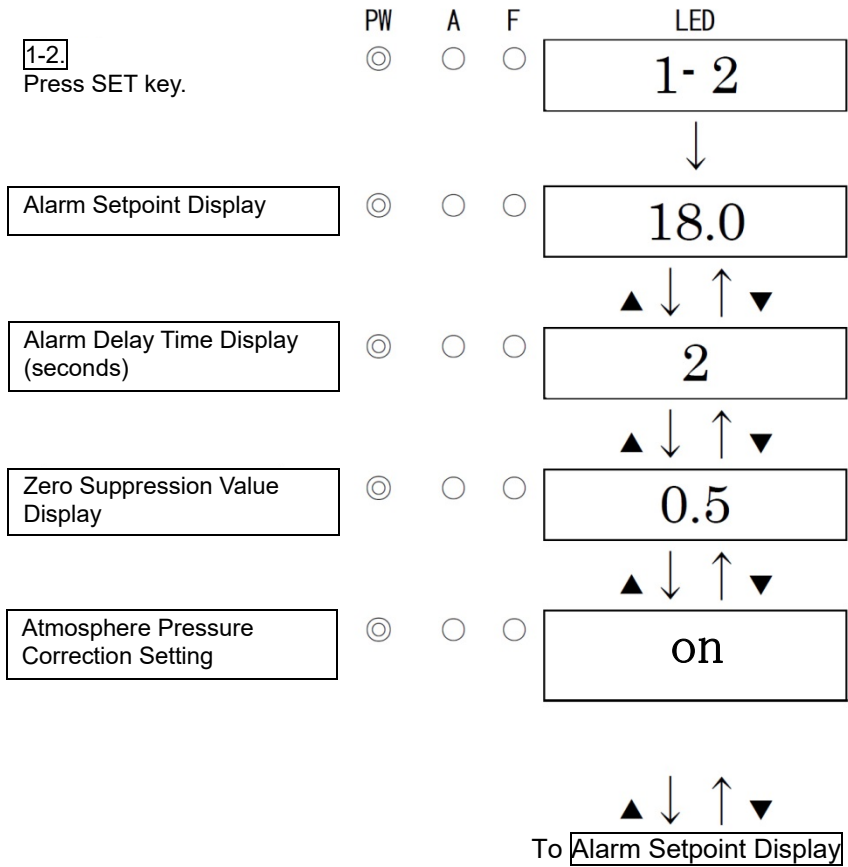 PW A F LED
1-2.
Press SET key.
1- 2
Alarm Setpoint Display
18.0
▲ ↓ ↑ ▼
Alarm Delay Time Display
(seconds)
2
▲ ↓ ↑ ▼
Zero Suppression Value
Display
0.5
▲ ↓ ↑ ▼
Atmosphere Pressure
Correction Setting
on
▲ ↓ ↑ ▼
To Alarm Setpoint Display